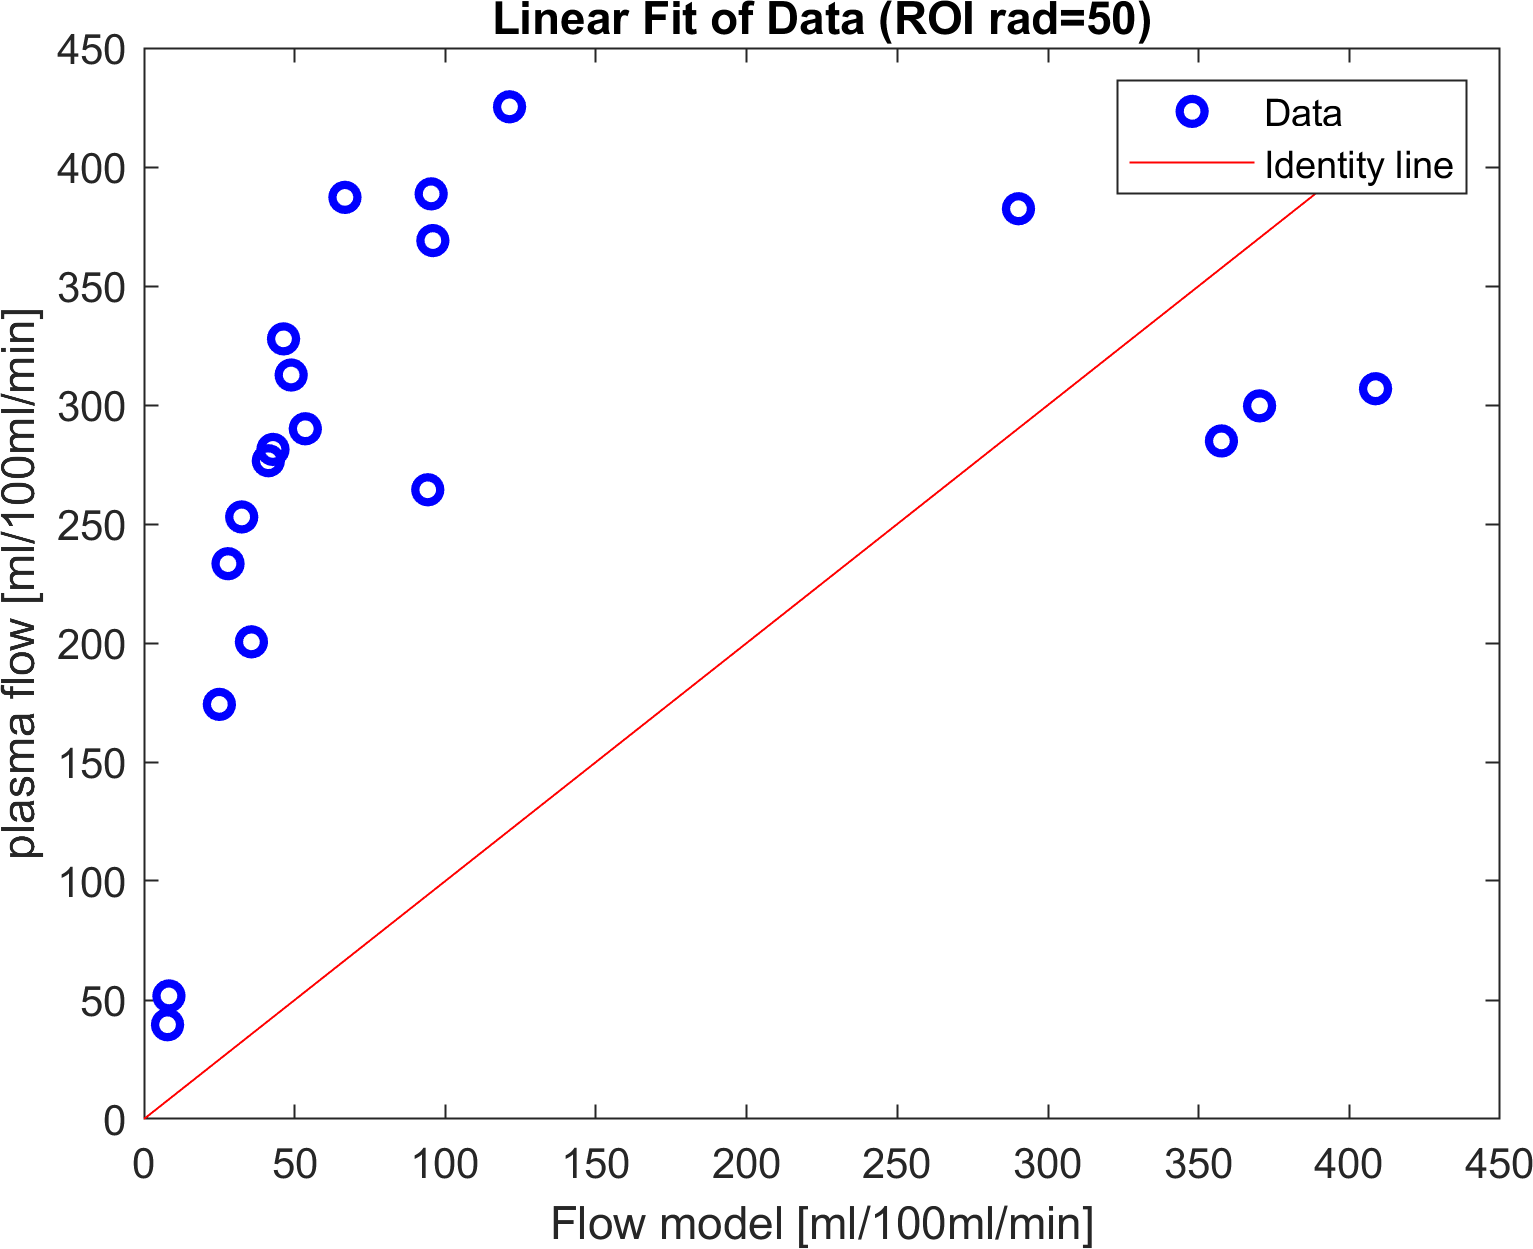 Linear Fit of Data (ROI rad=50)
450
400
350
300
250
200
150
100
50
0
plasma flow [ml/100ml/min]
Data
Identity line
0 50 100 150 200 250 300 350 400 450
Flow model [ml/100ml/min]